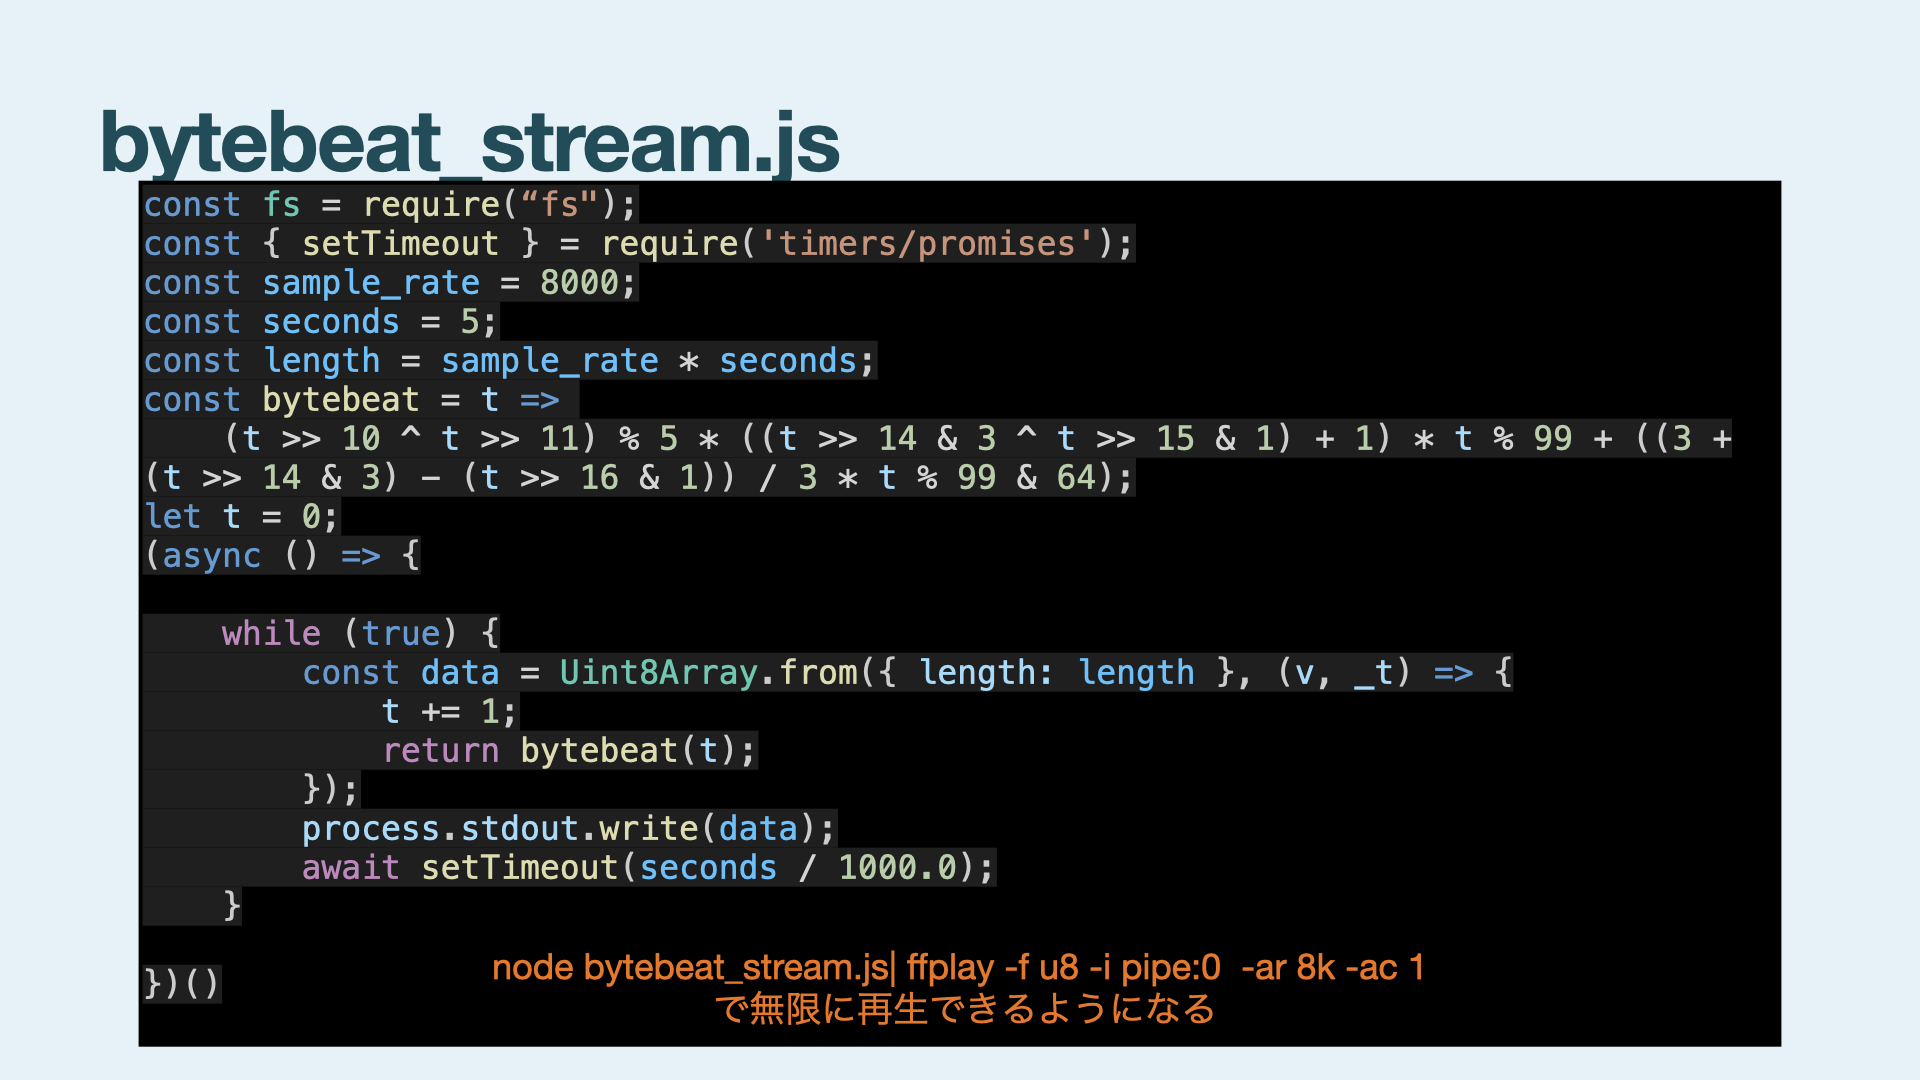 bytebeat_stream.js
const fs = require(“fs");
const { setTimeout } = require('timers/promises');
const sample_rate = 8000;
const seconds = 5;
const length = sample_rate * seconds;
const bytebeat = t =>
    (t >> 10 ^ t >> 11) % 5 * ((t >> 14 & 3 ^ t >> 15 & 1) + 1) * t % 99 + ((3 +
(t >> 14 & 3) - (t >> 16 & 1)) / 3 * t % 99 & 64);
let t = 0;
(async () => {
    while (true) {
        const data = Uint8Array.from({ length: length }, (v, _t) => {
            t += 1;
            return bytebeat(t);
        });
        process.stdout.write(data);
        await setTimeout(seconds / 1000.0);
    }
})()
node bytebeat_stream.js| ffplay -f u8 -i pipe:0  -ar 8k -ac 1
で無限に再生できるようになる